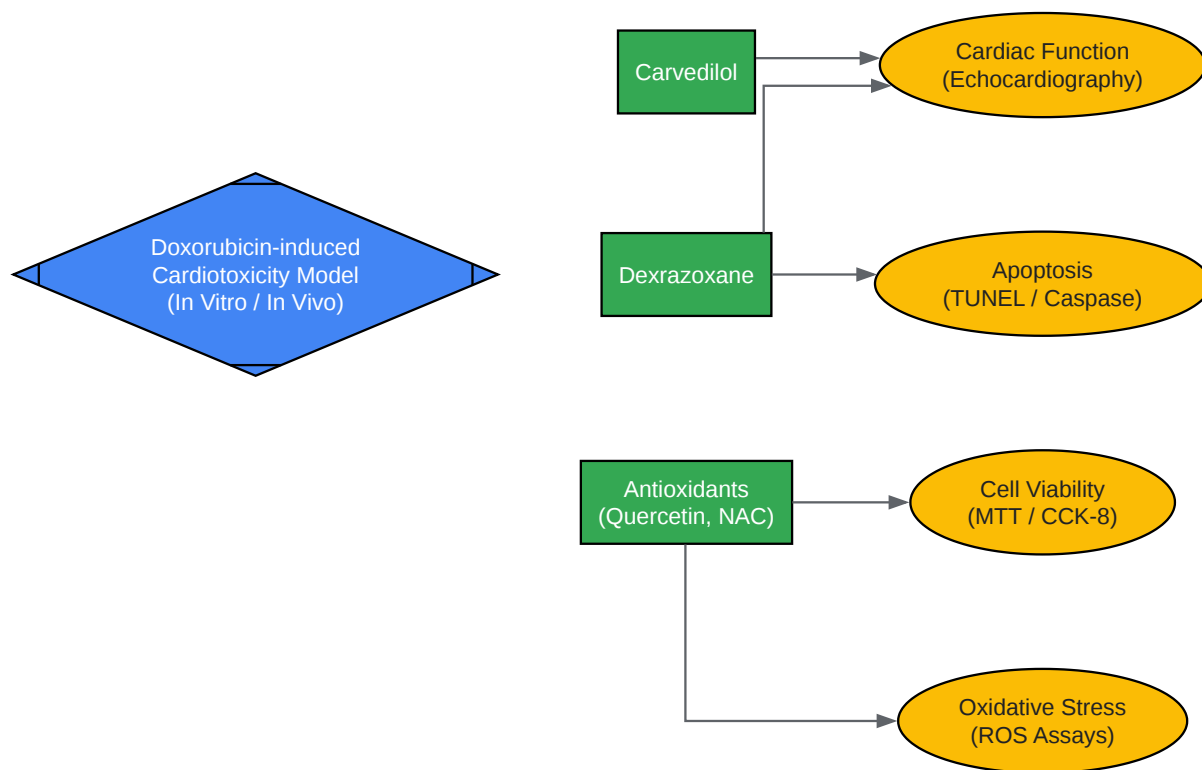 Doxorubicin-induced
Cardiotoxicity Model
(In Vitro / In Vivo)
Carvedilol
Cardiac Function
(Echocardiography)
Dexrazoxane
Apoptosis
(TUNEL / Caspase)
Antioxidants
(Quercetin, NAC)
Cell Viability
(MTT / CCK-8)
Oxidative Stress
(ROS Assays)